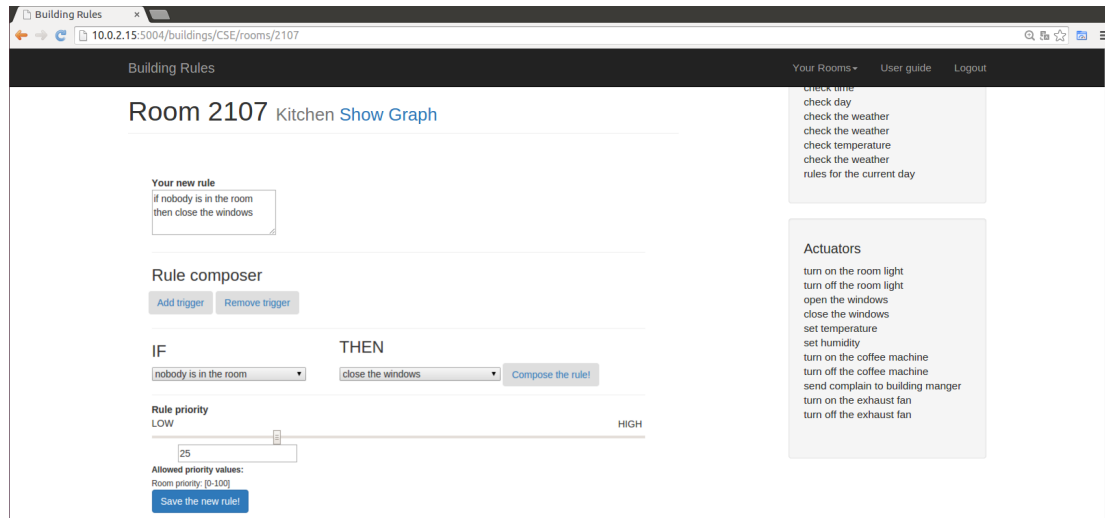 Building Rules
10.0.2.15:5004/buildings/CSE/rooms/2107
Building Rules
Your Rooms
User guide
Logout
Room 2107 Kitchen Show Graph
Your new rule
if nobody is in the room
then close the windows
Rule composer
Add trigger
Remove trigger
IF
THEN
nobody is in the room
close the windows
Compose the rule!
Rule priority
LOW
HIGH
25
Allowed priority values:
Room priority: [0-100]
Save the new rule!
check time
check day
check the weather
check the weather
check temperature
check the weather
rules for the current day
Actuators
turn on the room light
turn off the room light
open the windows
close the windows
set temperature
set humidity
turn on the coffee machine
turn off the coffee machine
send complain to building manger
turn on the exhaust fan
turn off the exhaust fan